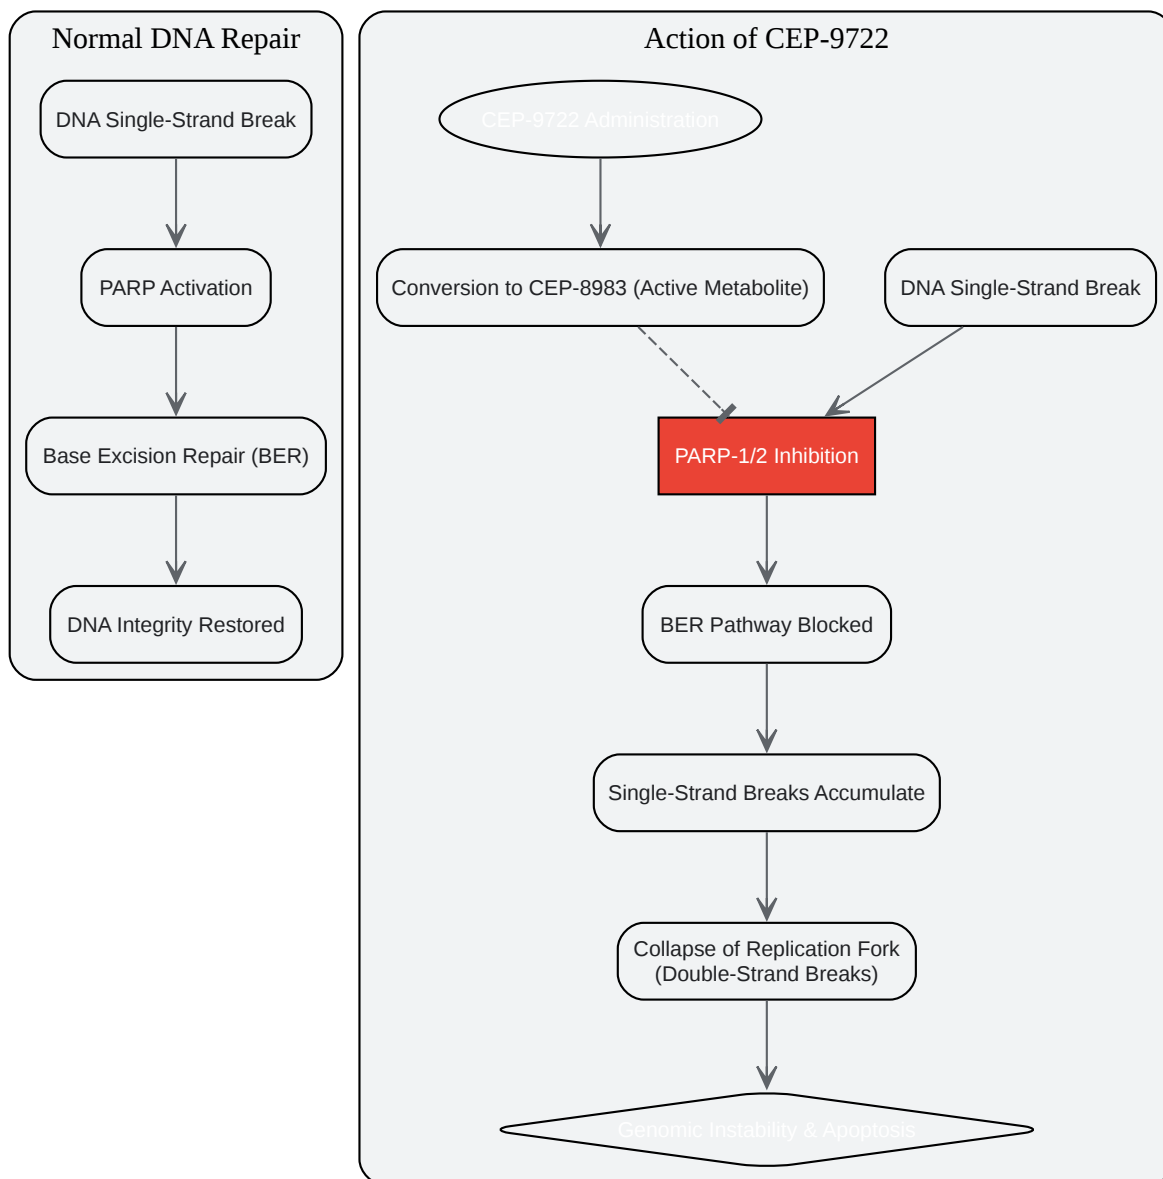 Normal DNA Repair
DNA Single-Strand Break
PARP Activation
Base Excision Repair (BER)
DNA Integrity Restored
Action of CEP-9722
CEP-9722 Administration
Conversion to CEP-8983 (Active Metabolite)
DNA Single-Strand Break
PARP-1/2 Inhibition
BER Pathway Blocked
Single-Strand Breaks Accumulate
Collapse of Replication Fork
(Double-Strand Breaks)
Genomic Instability & Apoptosis